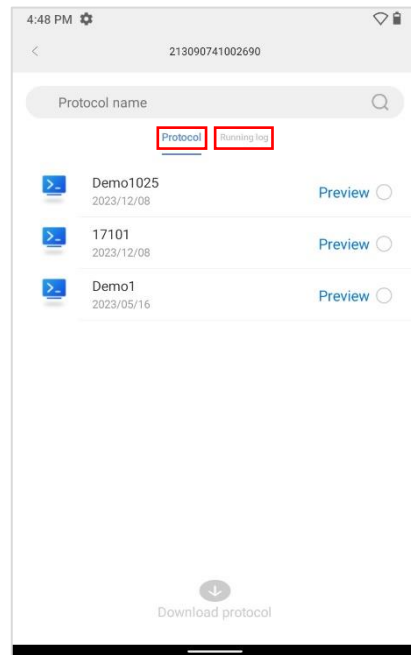 4:48 PM
213090741002690
Protocol name
Protocol Running log
Demo1025
2023/12/08
Preview
17101
2023/12/08
Preview
Demo1
2023/05/16
Preview
Download protocol